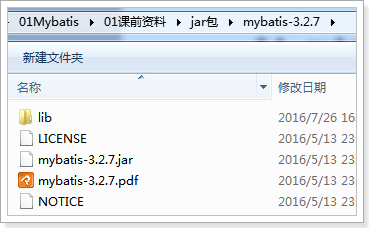 01Mybatis ▸ 01课前资料 ▸ jar包 ▸ mybatis-3.2.7 ▸
新建文件夹
名称 修改日期
lib 2016/7/26 16
LICENSE 2016/5/13 23
mybatis-3.2.7.jar 2016/5/13 23
mybatis-3.2.7.pdf 2016/5/13 23
NOTICE 2016/5/13 23